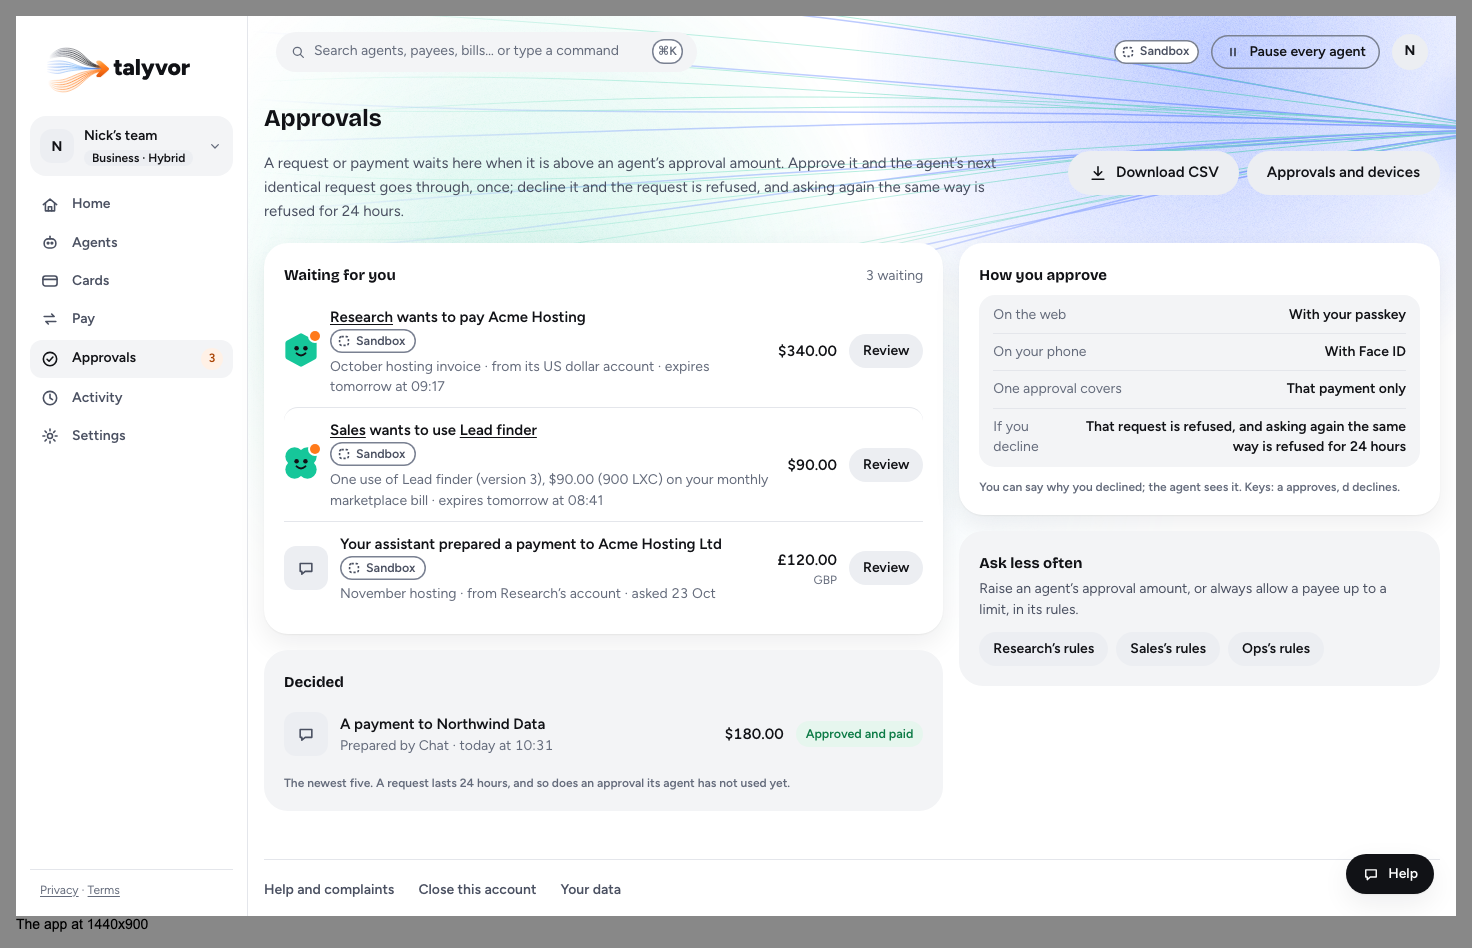 talyvor
Search agents, payees, bills... or type a command
⌘K
Sandbox
Pause every agent
N
N
Nick's team
Business · Hybrid
Home
Agents
Cards
Pay
Approvals
3
Activity
Settings
Privacy · Terms
Approvals
A request or payment waits here when it is above an agent's approval amount. Approve it and the agent's next
identical request goes through, once; decline it and the request is refused, and asking again the same way is
refused for 24 hours.
Download CSV
Approvals and devices
Waiting for you
3 waiting
Research wants to pay Acme Hosting
Sandbox
October hosting invoice · from its US dollar account · expires
tomorrow at 09:17
$340.00
Review
Sales wants to use Lead finder
Sandbox
One use of Lead finder (version 3), $90.00 (900 LXC) on your monthly
marketplace bill · expires tomorrow at 08:41
$90.00
Review
Your assistant prepared a payment to Acme Hosting Ltd
Sandbox
November hosting · from Research's account · asked 23 Oct
£120.00
GBP
Review
Decided
A payment to Northwind Data
Prepared by Chat · today at 10:31
$180.00
Approved and paid
The newest five. A request lasts 24 hours, and so does an approval its agent has not used yet.
How you approve
On the web
With your passkey
On your phone
With Face ID
One approval covers
That payment only
If you
decline
That request is refused, and asking again the same
way is refused for 24 hours
You can say why you declined; the agent sees it. Keys: a approves, d declines.
Ask less often
Raise an agent's approval amount, or always allow a payee up to a
limit, in its rules.
Research's rules
Sales's rules
Ops's rules
Help and complaints
Close this account
Your data
Help
The app at 1440x900